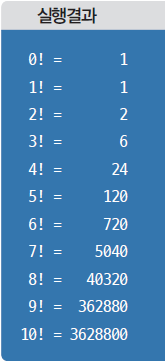 실행결과
0! =       1
1! =       1
2! =       2
3! =       6
4! =      24
5! =     120
6! =     720
7! =    5040
8! =   40320
9! =  362880
10! = 3628800